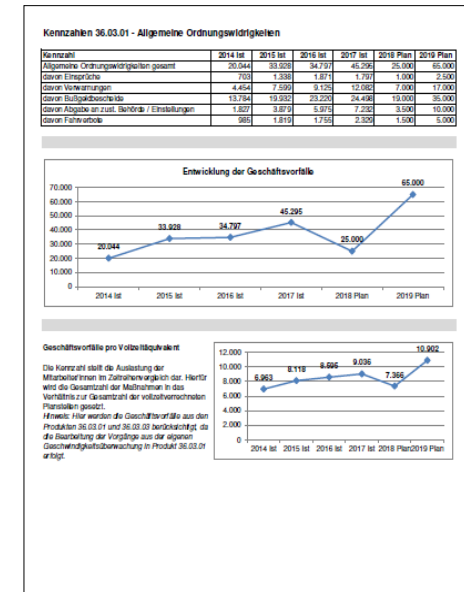 Kennzahlen 36.03.01 - Allgemeine Ordnungswidrigkeiten
Kennzahl 2014 Ist 2015 Ist 2016 Ist 2017 Ist 2018 Plan 2019 Plan
Allgemeine Ordnungswidrigkeiten gesamt 20.044 33.928 34.797 45.295 25.000 65.000
davon Einsprüche 703 1.338 1.871 1.797 1.000 2.500
davon Verwarnungen 4.454 7.599 9.125 12.082 7.000 17.000
davon Bußgeldbescheide 13.784 19.932 23.220 24.498 19.000 35.000
davon Abgabe an zust. Behörde / Einstellungen 1.827 3.879 5.975 7.232 3.500 10.000
davon Fahrverbote 985 1.819 1.755 2.329 1.500 5.000
Entwicklung der Geschäftsvorfälle
70.000
60.000
50.000
40.000
30.000
20.000
10.000
0
20.044 33.928 34.797 45.295 25.000 65.000
2014 Ist 2015 Ist 2016 Ist 2017 Ist 2018 Plan 2019 Plan
Geschäftsvorfälle pro Vollzeitäquivalent
Die Kennzahl stellt die Auslastung der
MitarbeiterInnen im Zeitreihenvergleich dar. Hierfür
wird die Gesamtzahl der Maßnahmen in das
Verhältnis zur Gesamtzahl der vollzeitverrechneten
Planstellen gesetzt.
Hinweis: Hier werden die Geschäftsvorfälle aus den
Produkten 36.03.01 und 36.03.03 berücksichtigt, da
die Bearbeitung der Vorgänge aus der eigenen
Geschwindigkeitsüberwachung in Produkt 36.03.01
erfolgt.
12.000
10.000
8.000
6.000
4.000
2.000
0
6.963 8.118 8.595 9.036 7.366 10.902
2014 Ist 2015 Ist 2016 Ist 2017 Ist 2018 Plan 2019 Plan